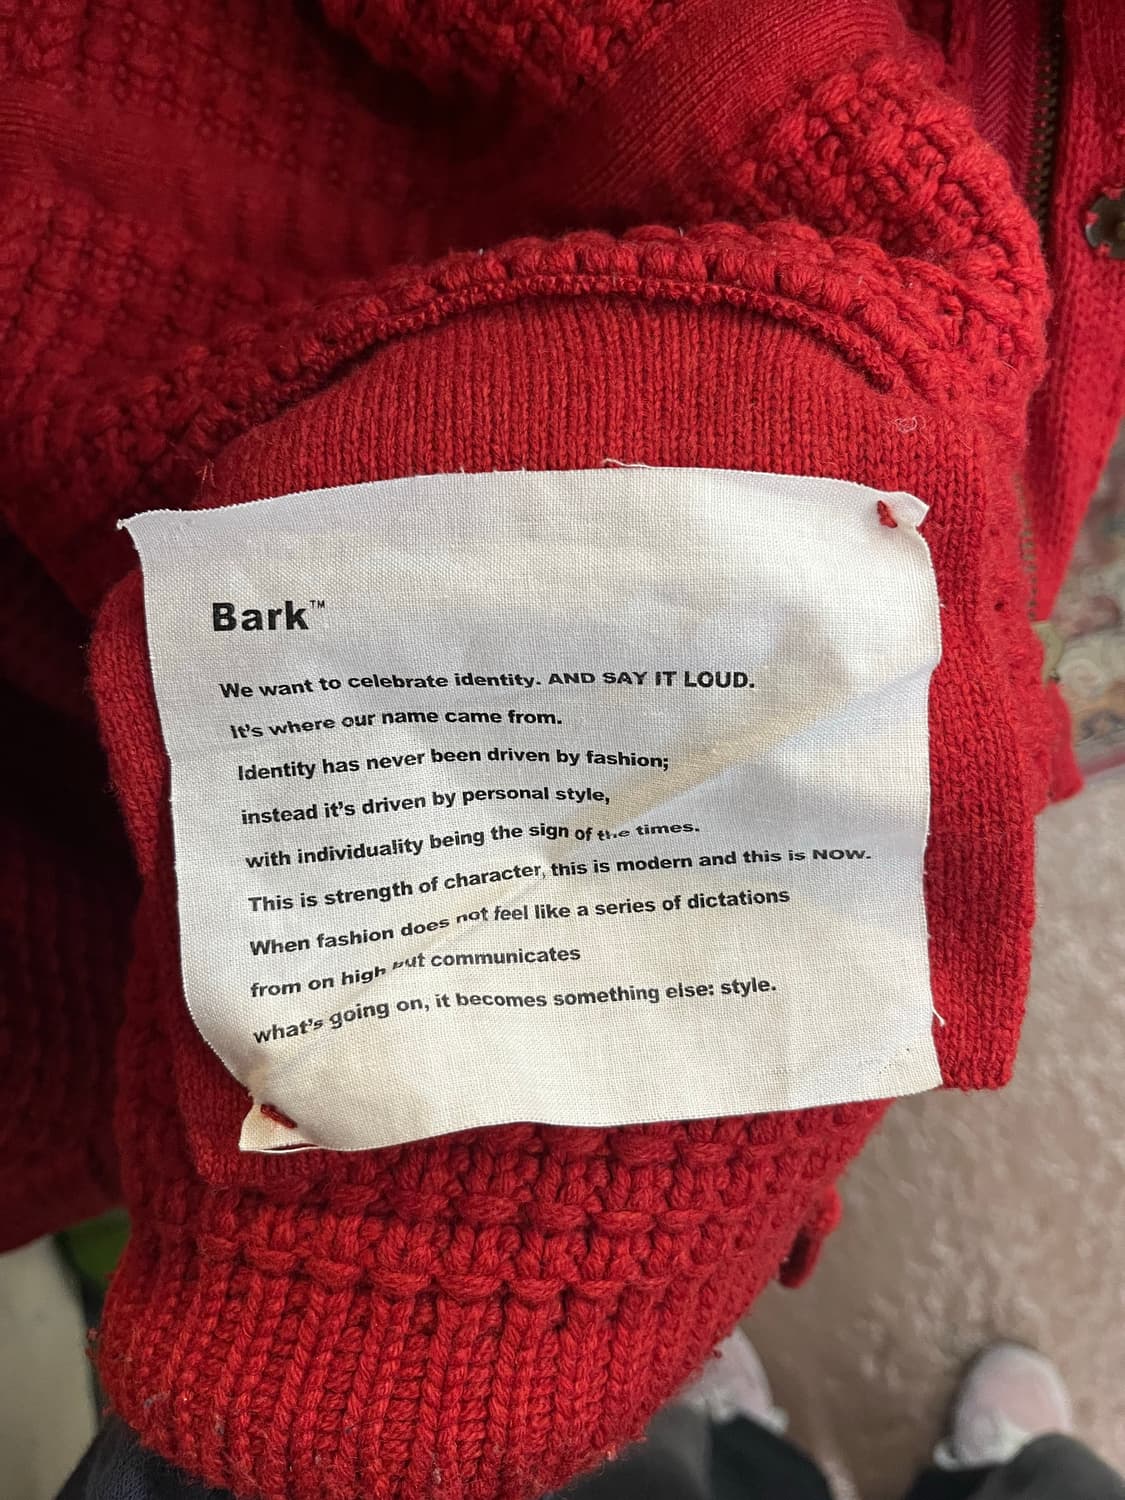 Bark™
We want to celebrate identity. AND SAY IT LOUD.
It's where our name came from.
Identity has never been driven by fashion;
instead it's driven by personal style,
with individuality being the sign of the times.
This is strength of character, this is modern and this is NOW.
When fashion does not feel like a series of dictations
from on high but communicates
what's going on, it becomes something else: style.